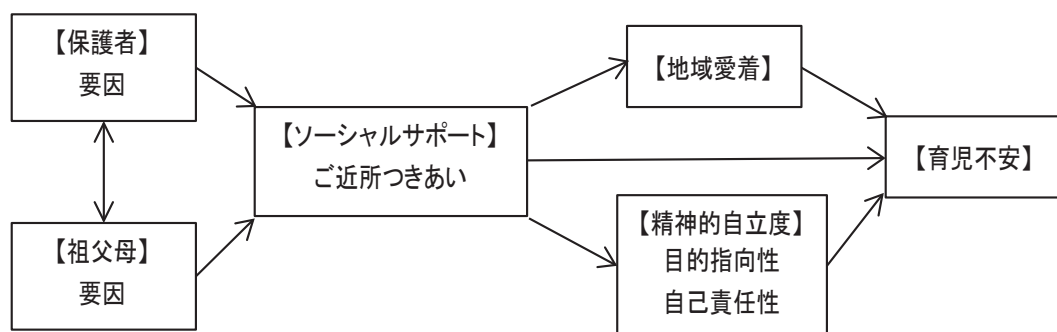 【保護者】
要因
【祖父母】
要因
【ソーシャルサポート】
ご近所つきあい
【地域愛着】
【精神的自立度】
目的指向性
自己責任性
【育児不安】